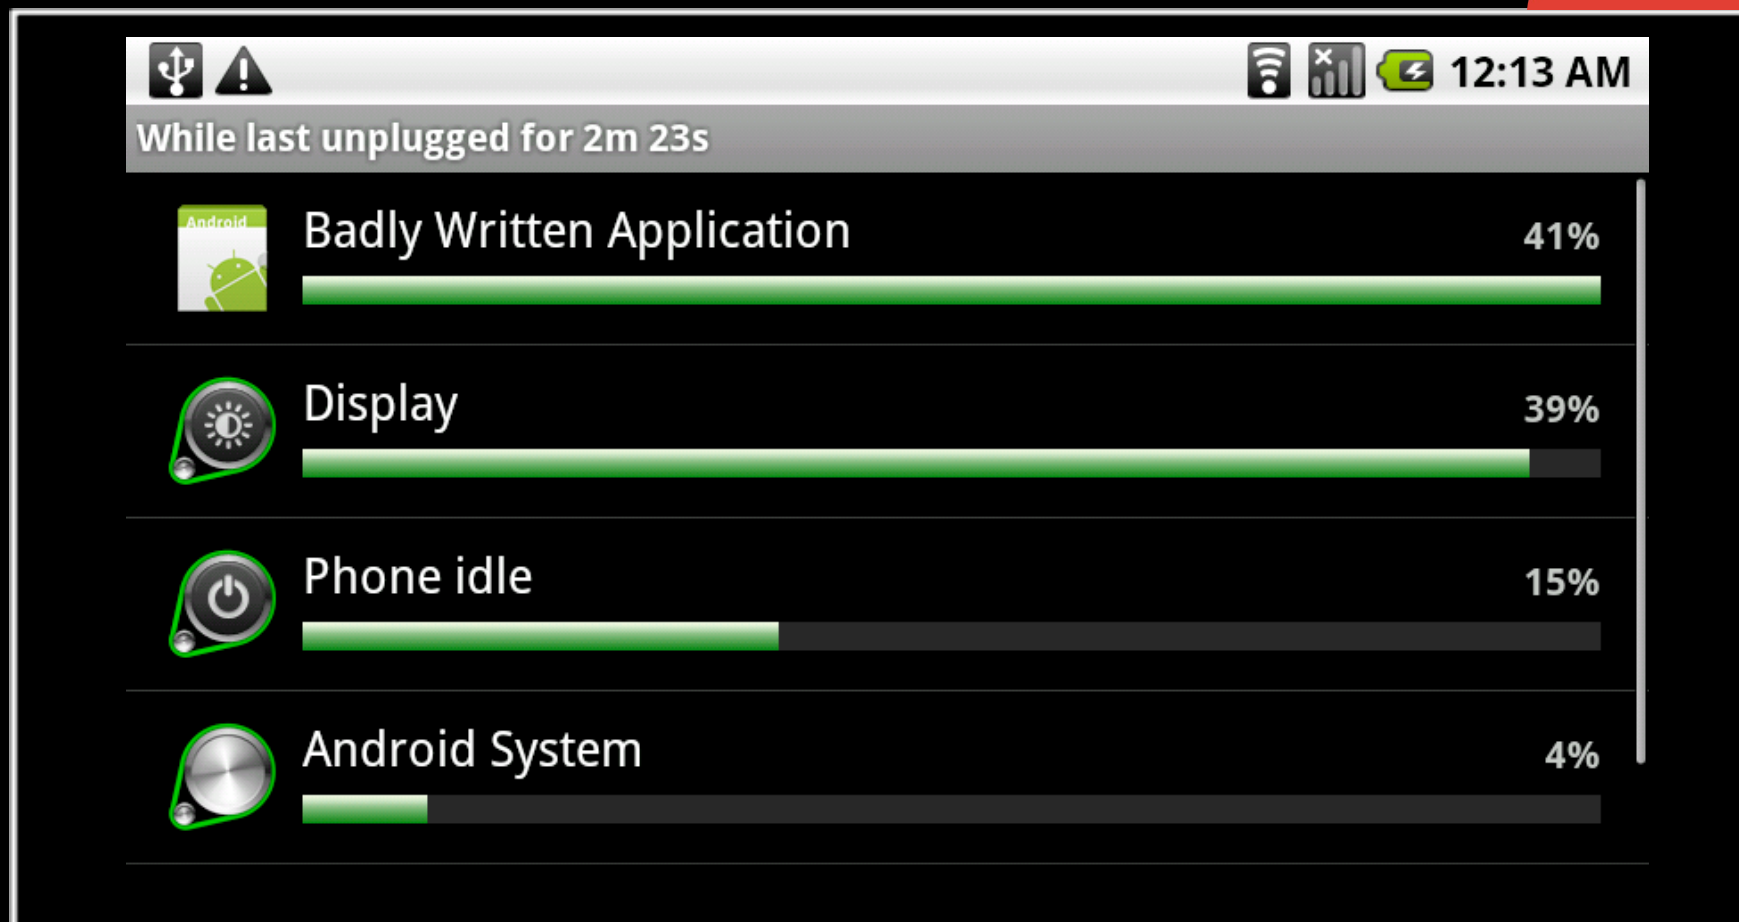 12:13 AM
While last unplugged for 2m 23s
Android
Badly Written Application
41%
Display
39%
Phone idle
15%
Android System
4%